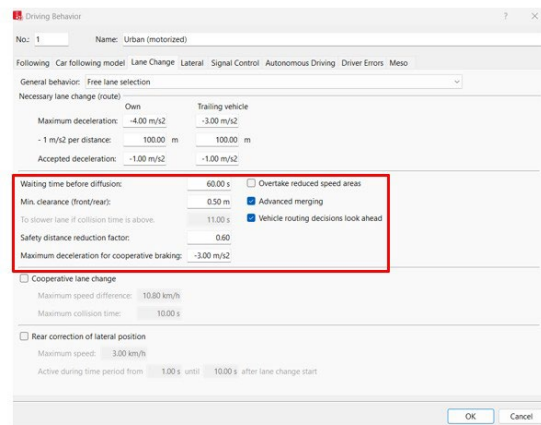 Driving Behavior ? ×
No.: 1 Name: Urban (motorized)
Following Car following model Lane Change Lateral Signal Control Autonomous Driving Driver Errors Meso
General behavior: Free lane selection
Necessary lane change (route)
Own Trailing vehicle
Maximum deceleration: -4.00 m/s2 -3.00 m/s2
- 1 m/s2 per distance: 100.00 m 100.00 m
Accepted deceleration: -1.00 m/s2 -1.00 m/s2
Waiting time before diffusion: 60.00 s Overtake reduced speed areas
Min. clearance (front/rear): 0.50 m Advanced merging
To slower lane if collision time is above. 11.00 s Vehicle routing decisions look ahead
Safety distance reduction factor: 0.60
Maximum deceleration for cooperative braking: -3.00 m/s2
Cooperative lane change
Maximum speed difference: 10.80 km/h
Maximum collision time: 10.00 s
Rear correction of lateral position
Maximum speed: 3.00 km/h
Active during time period from 1.00 s until 10.00 s after lane change start
OK Cancel